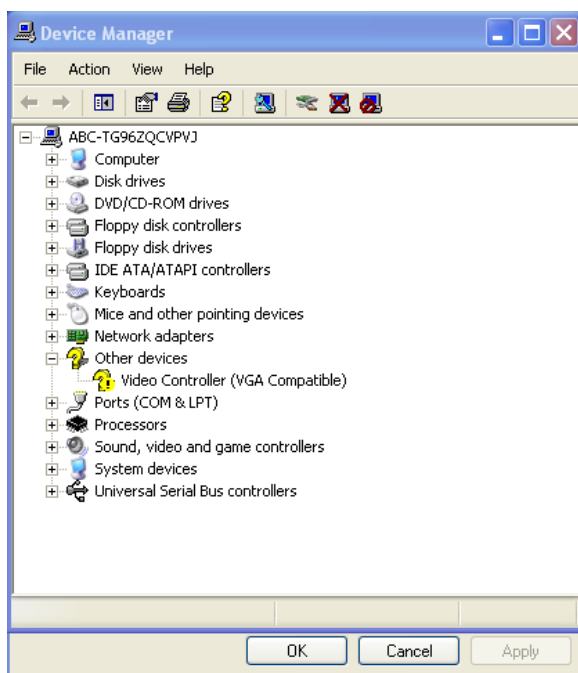 Device Manager
File Action View Help
ABC-TG96ZQCVPVJ
Computer
Disk drives
DVD/CD-ROM drives
Floppy disk controllers
Floppy disk drives
IDE ATA/ATAPI controllers
Keyboards
Mice and other pointing devices
Network adapters
Other devices
Video Controller (VGA Compatible)
Ports (COM & LPT)
Processors
Sound, video and game controllers
System devices
Universal Serial Bus controllers
OK Cancel Apply